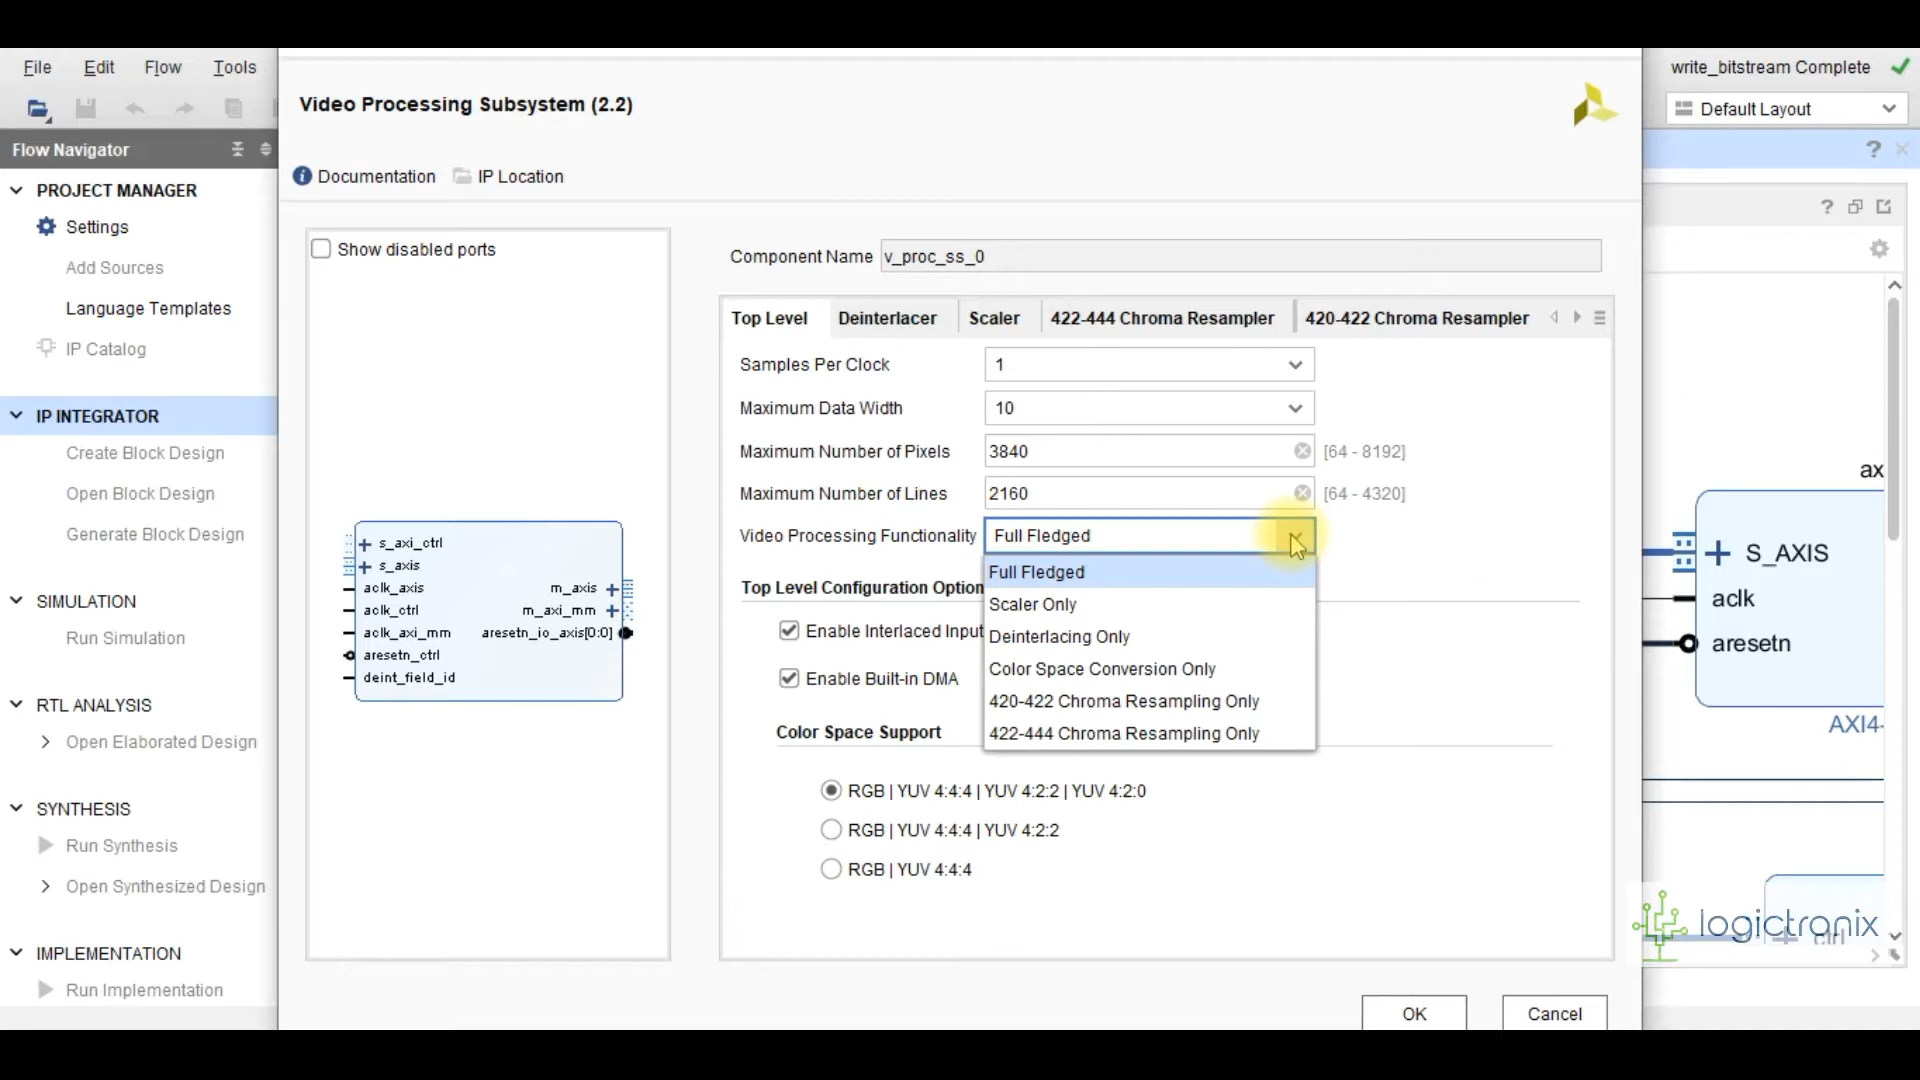 File Edit Flow Tools
write_bitstream Complete
Default Layout
Flow Navigator
PROJECT MANAGER
Settings
Add Sources
Language Templates
IP Catalog
IP INTEGRATOR
Create Block Design
Open Block Design
Generate Block Design
SIMULATION
Run Simulation
RTL ANALYSIS
Open Elaborated Design
SYNTHESIS
Run Synthesis
Open Synthesized Design
IMPLEMENTATION
Run Implementation
Video Processing Subsystem (2.2)
Documentation IP Location
Show disabled ports
s_axi_ctrl
s_axis
aclk_axis
aclk_ctrl
aclk_axi_mm
aresetn_ctrl
deint_field_id
m_axis
m_axi_mm
aresetn_io_axis[0:0]
Component Name v_proc_ss_0
Top Level Deinterlacer Scaler 422-444 Chroma Resampler 420-422 Chroma Resampler
Samples Per Clock 1
Maximum Data Width 10
Maximum Number of Pixels 3840 [64 - 8192]
Maximum Number of Lines 2160 [64 - 4320]
Video Processing Functionality Full Fledged
Full Fledged
Scaler Only
Deinterlacing Only
Color Space Conversion Only
420-422 Chroma Resampling Only
422-444 Chroma Resampling Only
Top Level Configuration Option
Enable Interlaced Input
Enable Built-in DMA
Color Space Support
RGB | YUV 4:4:4 | YUV 4:2:2 | YUV 4:2:0
RGB | YUV 4:4:4 | YUV 4:2:2
RGB | YUV 4:4:4
OK Cancel
ax
S_AXIS
aclk
aresetn
AXI4-
logictronix
ctrl